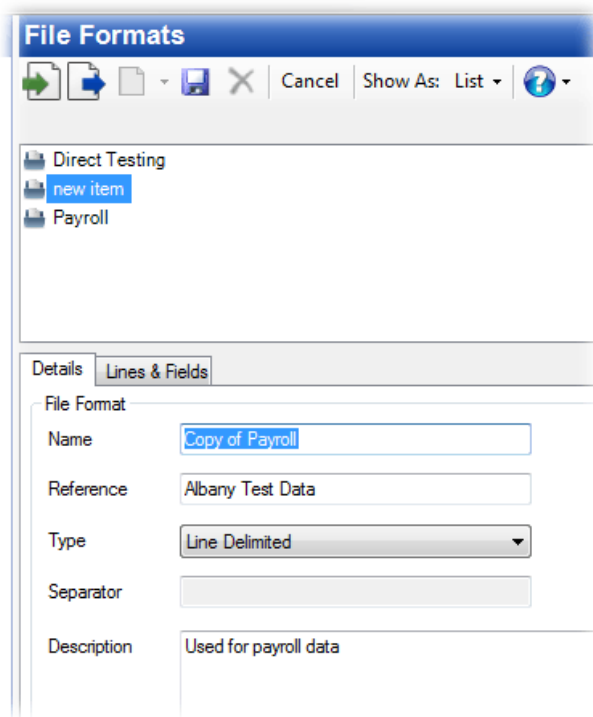 File Formats
Cancel Show As: List
Direct Testing
new item
Payroll
Details Lines & Fields
File Format
Name Copy of Payroll
Reference Albany Test Data
Type Line Delimited
Separator
Description Used for payroll data